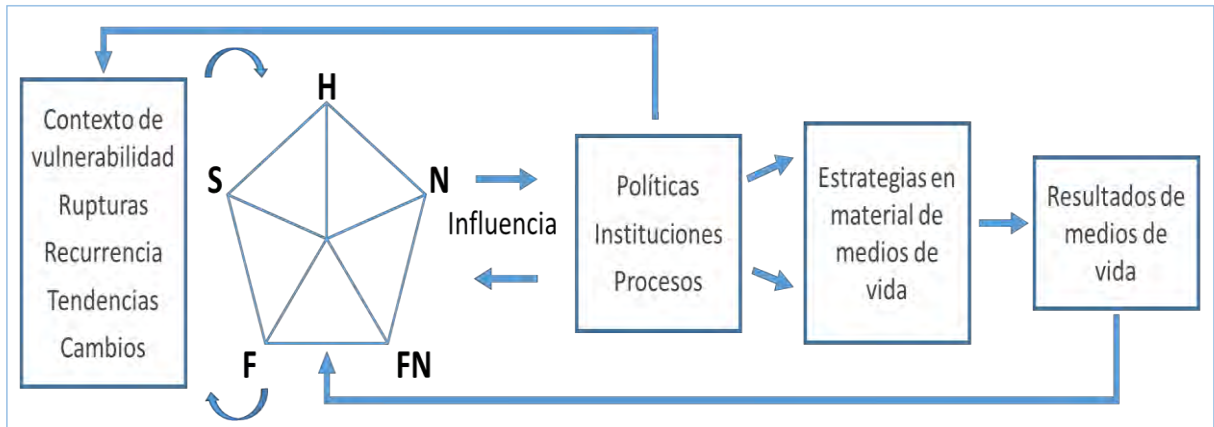 Contexto de
vulnerabilidad
Rupturas
Recurrencia
Tendencias
Cambios
H
S
N
F
FN
Influencia
Políticas
Instituciones
Procesos
Estrategias en
material de
medios de
vida
Resultados de
medios de
vida